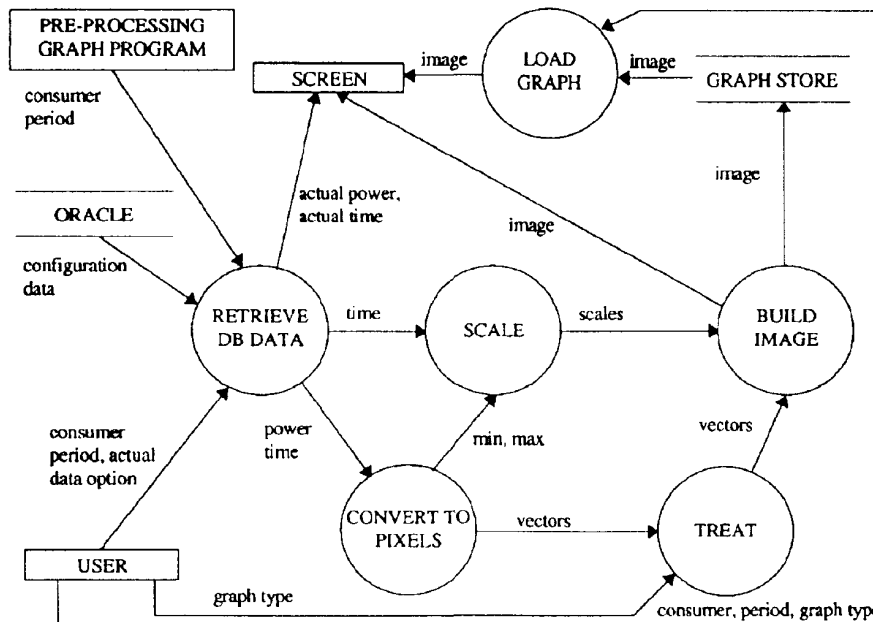 PRE-PROCESSING
GRAPH PROGRAM
image
LOAD
GRAPH
image
GRAPH STORE
SCREEN
consumer
period
actual power,
actual time
image
image
ORACLE
configuration
data
RETRIEVE
DB DATA
time
SCALE
scales
BUILD
IMAGE
consumer
period, actual
data option
power
time
min, max
vectors
CONVERT TO
PIXELS
vectors
TREAT
USER
graph type
consumer, period, graph type